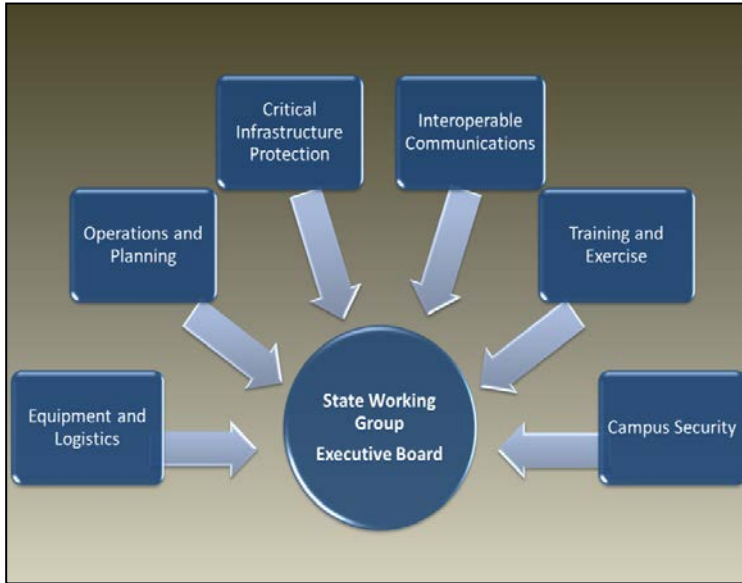 Critical
Infrastructure
Protection
Interoperable
Communications
Operations and
Planning
Training and
Exercise
Equipment and
Logistics
State Working
Group
Executive Board
Campus Security